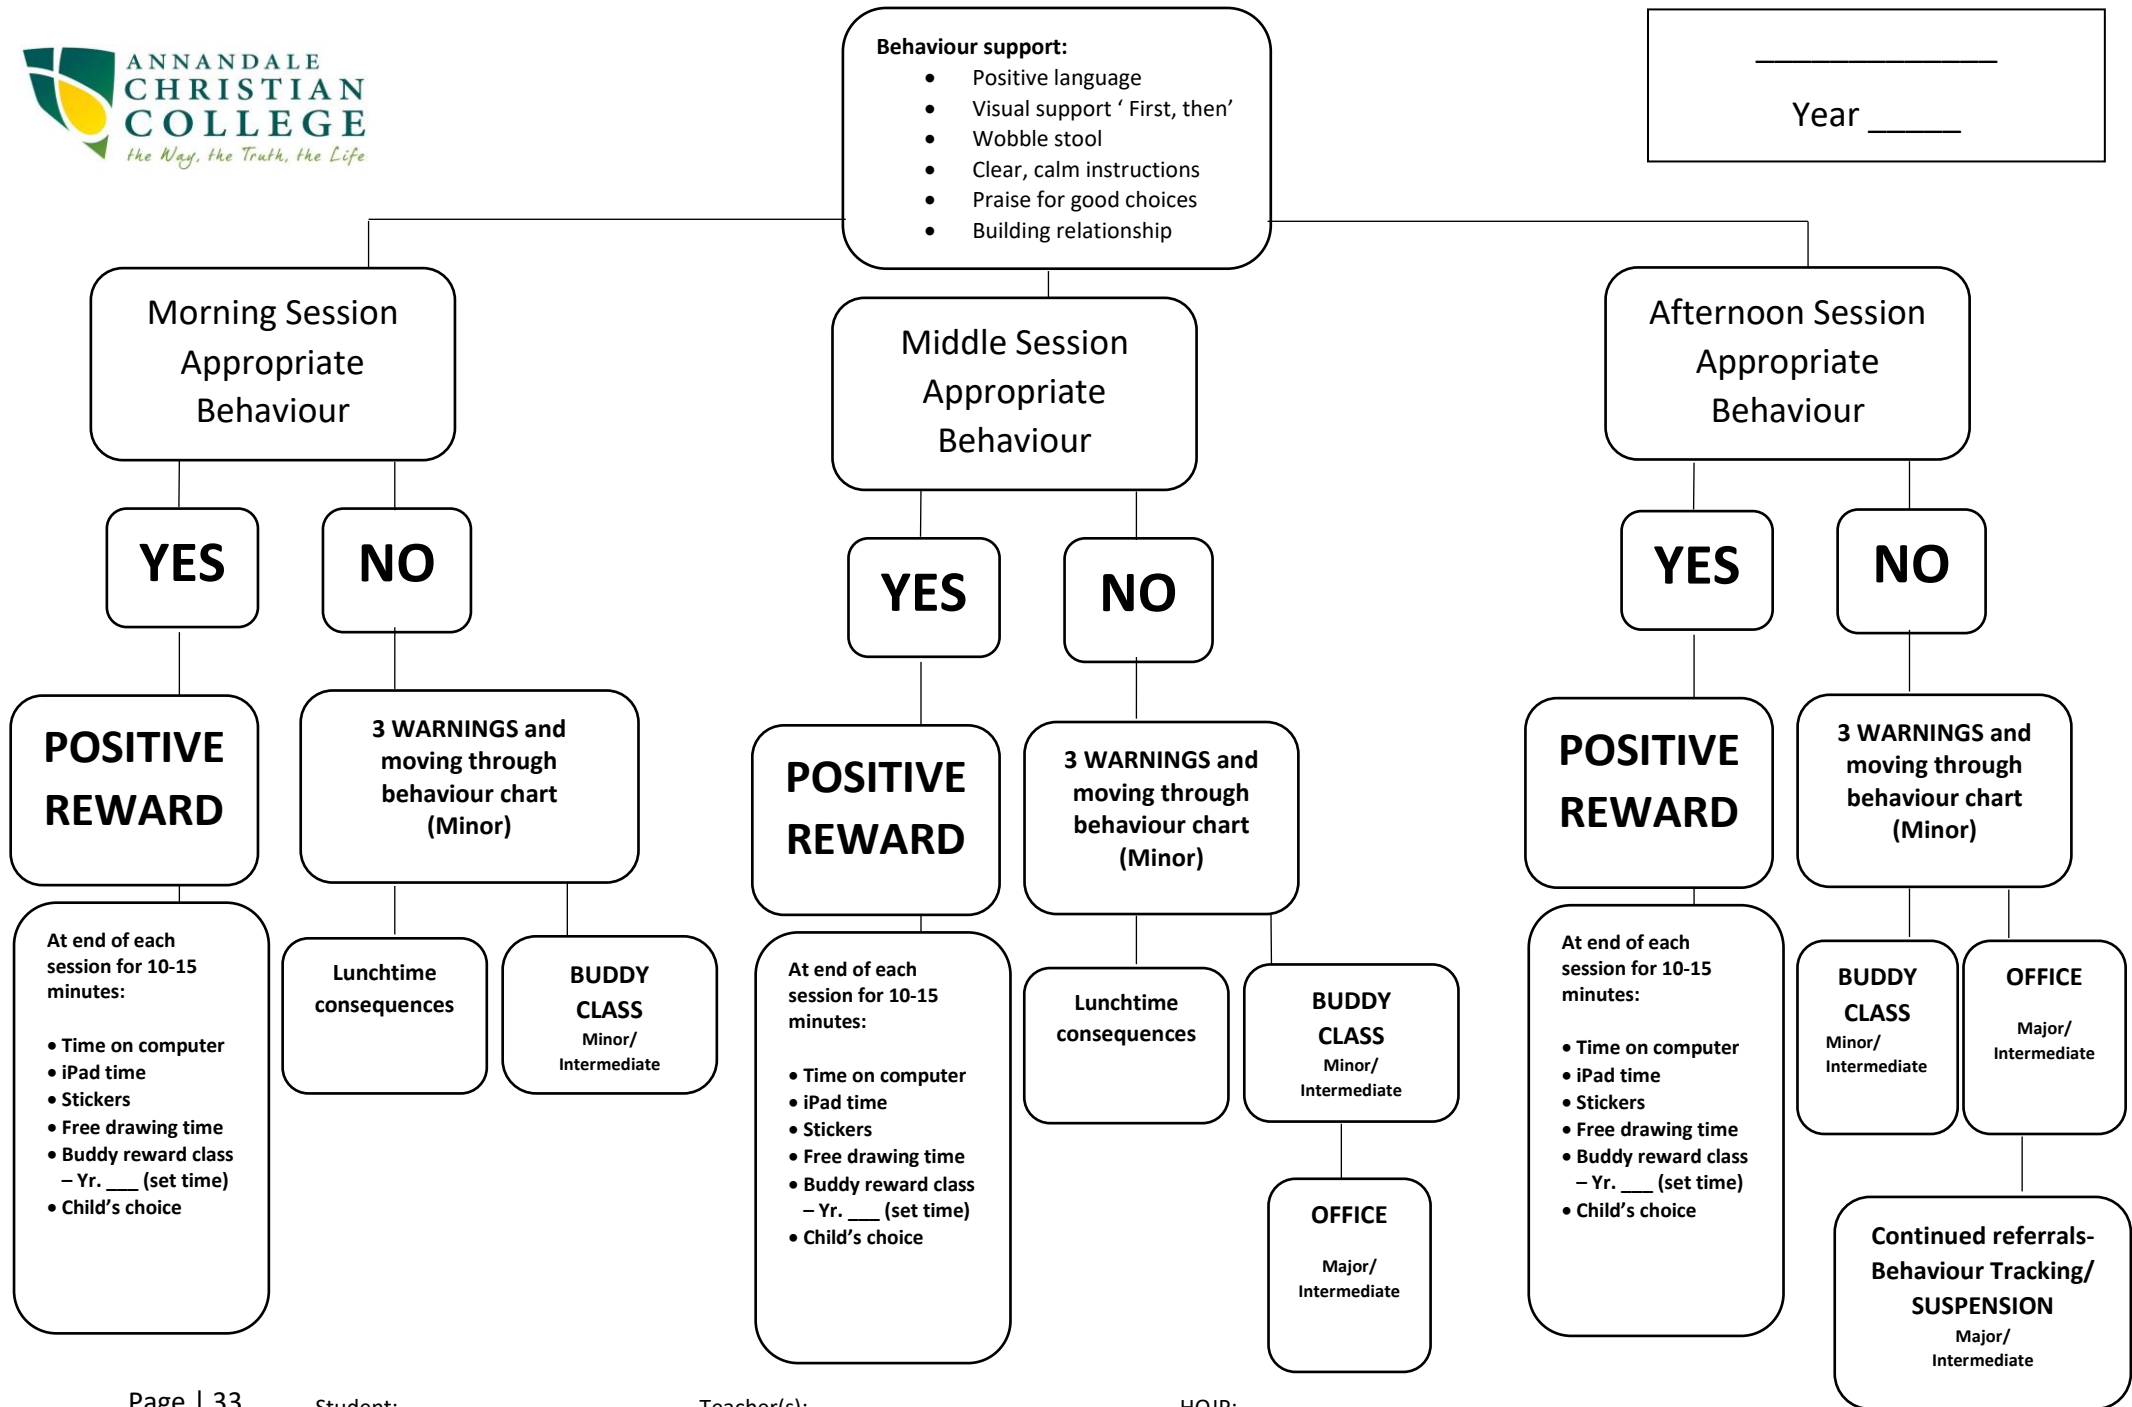 ANNANDALE
CHRISTIAN
COLLEGE
the Way, the Truth, the Life
Behaviour support:
• Positive language
• Visual support ‘ First, then’
• Wobble stool
• Clear, calm instructions
• Praise for good choices
• Building relationship
_____________
Year _____
Morning Session
Appropriate
Behaviour
YES
NO
POSITIVE
REWARD
3 WARNINGS and
moving through
behaviour chart
(Minor)
At end of each
session for 10-15
minutes:
• Time on computer
• iPad time
• Stickers
• Free drawing time
• Buddy reward class
– Yr. ___ (set time)
• Child’s choice
Lunchtime
consequences
BUDDY
CLASS
Minor/
Intermediate
Middle Session
Appropriate
Behaviour
YES
NO
POSITIVE
REWARD
3 WARNINGS and
moving through
behaviour chart
(Minor)
At end of each
session for 10-15
minutes:
• Time on computer
• iPad time
• Stickers
• Free drawing time
• Buddy reward class
– Yr. ___ (set time)
• Child’s choice
Lunchtime
consequences
BUDDY
CLASS
Minor/
Intermediate
OFFICE
Major/
Intermediate
Afternoon Session
Appropriate
Behaviour
YES
NO
POSITIVE
REWARD
3 WARNINGS and
moving through
behaviour chart
(Minor)
At end of each
session for 10-15
minutes:
• Time on computer
• iPad time
• Stickers
• Free drawing time
• Buddy reward class
– Yr. ___ (set time)
• Child’s choice
BUDDY
CLASS
Minor/
Intermediate
OFFICE
Major/
Intermediate
Continued referrals-
Behaviour Tracking/
SUSPENSION
Major/
Intermediate
Page | 33
Student:
Teacher(s):
HOJP: